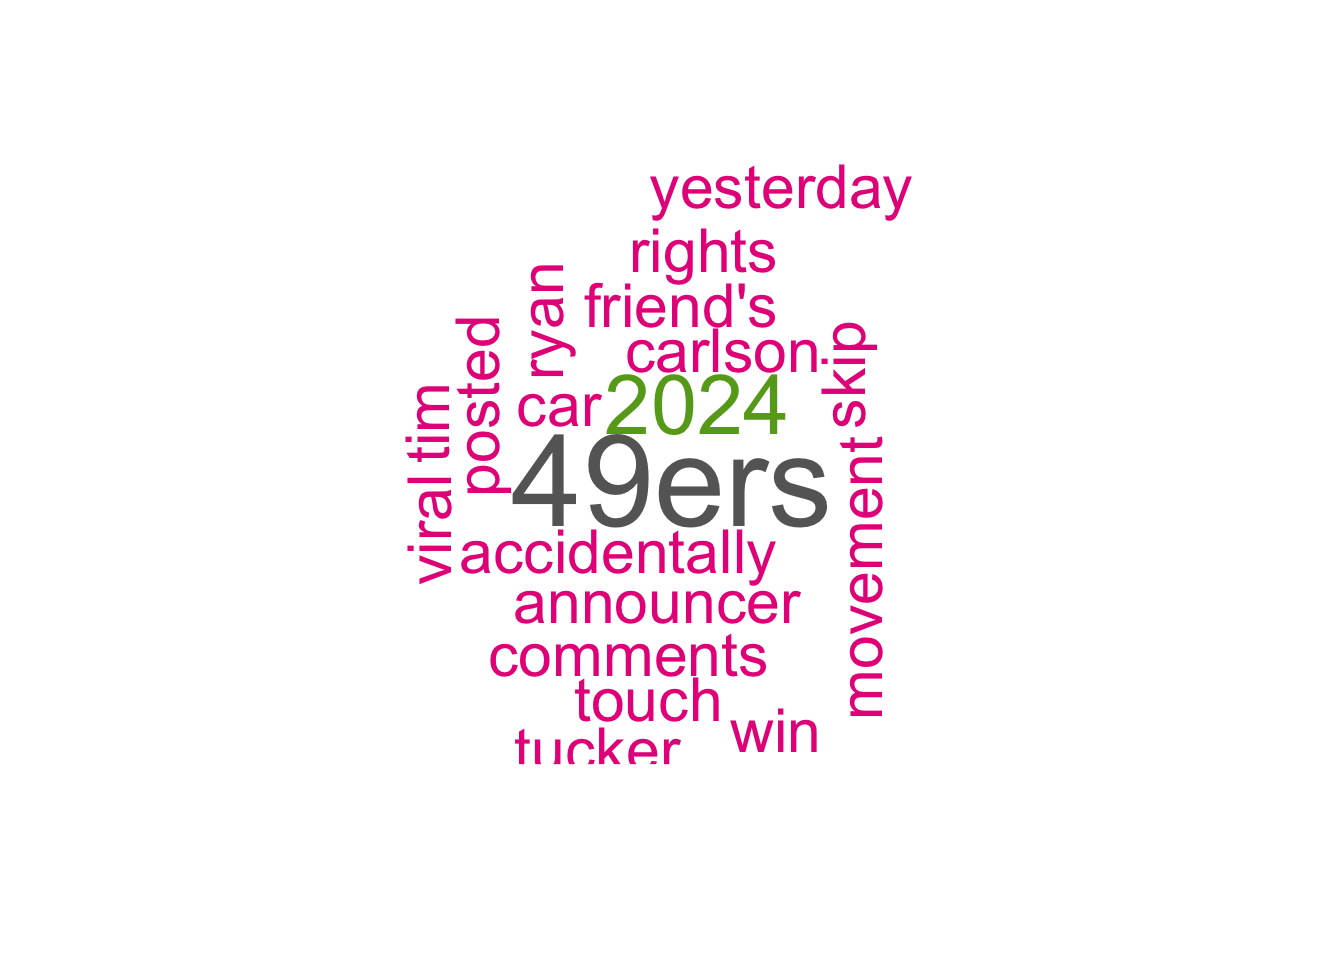 yesterday
rights
ryan
friend's
posted
carlson
skip
tim
car
2024
49ers
viral
movement
accidentally
announcer
comments
touch
win
tucker